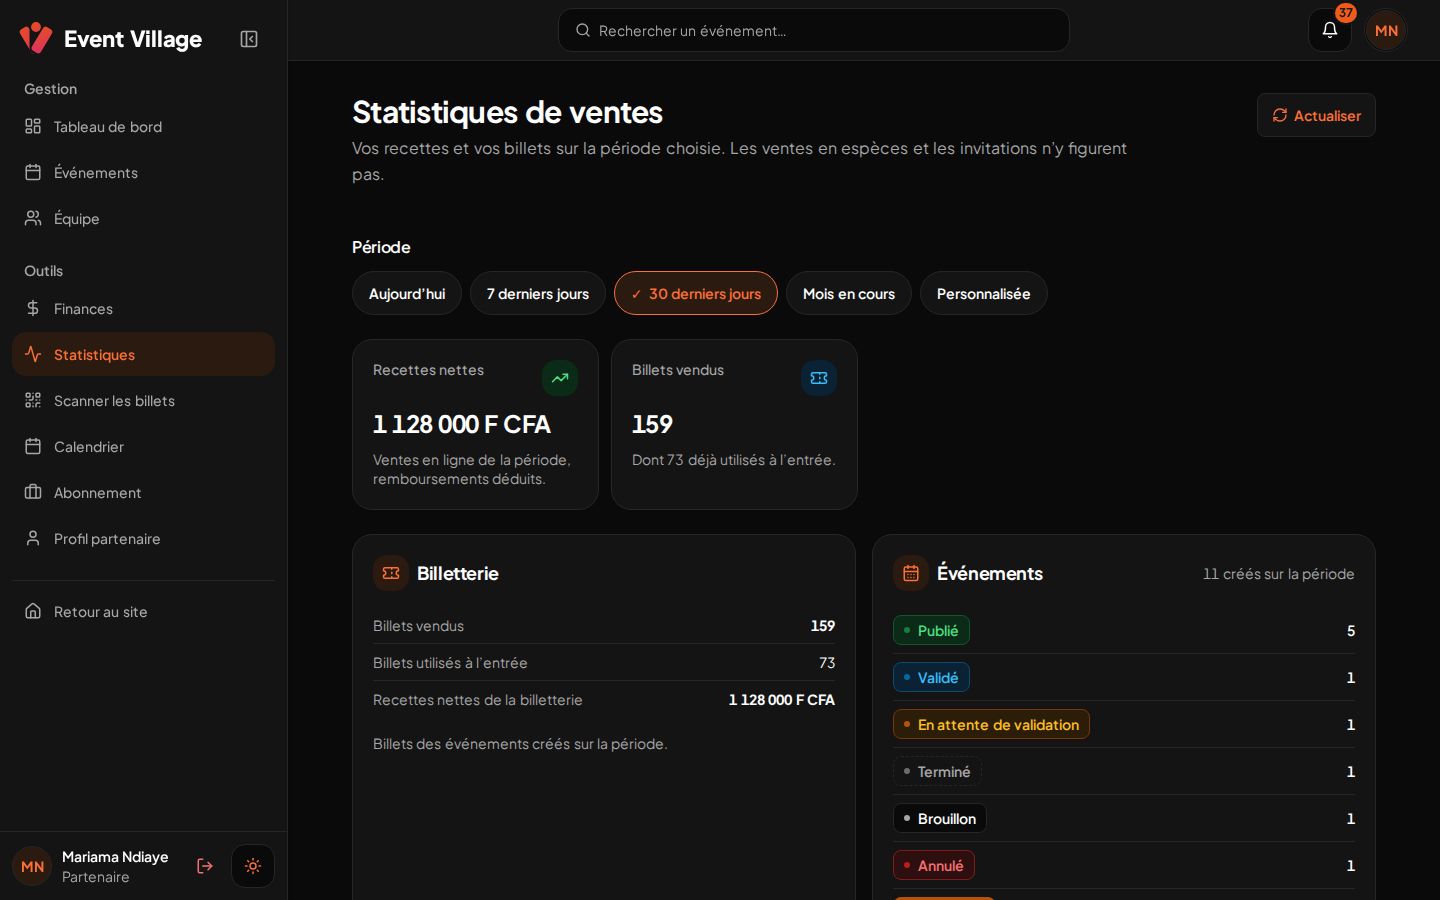 Event Village
Rechercher un événement...
37
MN
Gestion
Tableau de bord
Événements
Équipe
Outils
Finances
Statistiques
Scanner les billets
Calendrier
Abonnement
Profil partenaire
Retour au site
MN
Mariama Ndiaye
Partenaire
Statistiques de ventes
Actualiser
Vos recettes et vos billets sur la période choisie. Les ventes en espèces et les invitations n’y figurent
pas.
Période
Aujourd’hui
7 derniers jours
✓ 30 derniers jours
Mois en cours
Personnalisée
Recettes nettes
1 128 000 F CFA
Ventes en ligne de la période,
remboursements déduits.
Billets vendus
159
Dont 73 déjà utilisés à l’entrée.
Billetterie
Billets vendus 159
Billets utilisés à l’entrée 73
Recettes nettes de la billetterie 1 128 000 F CFA
Billets des événements créés sur la période.
Événements 11 créés sur la période
Publié 5
Validé 1
En attente de validation 1
Terminé 1
Brouillon 1
Annulé 1